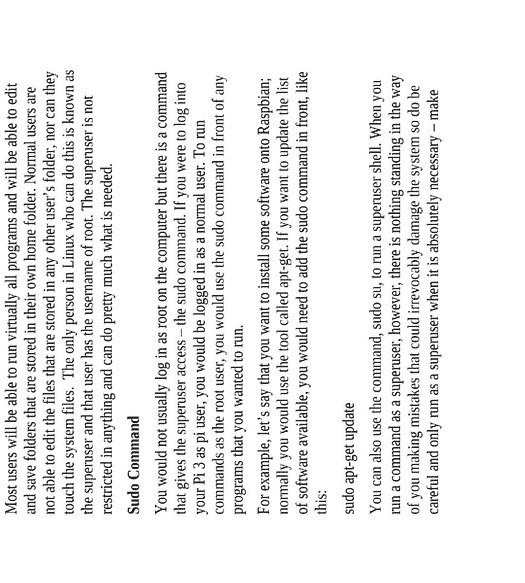 Most users will be able to run virtually all programs and will be able to edit
and save folders that are stored in their own home folder. Normal users are
not able to edit the files that are stored in any other user's folder, nor can they
touch the system files. The only person in Linux who can do this is known as
the superuser and that user has the username of root. The superuser is not
restricted in anything and can do pretty much what is needed.
Sudo Command
You would not usually log in as root on the computer but there is a command
that gives the superuser access – the sudo command. If you were to log into
your Pi 3 as pi user, you would be logged in as a normal user. To run
commands as the root user, you would use the sudo command in front of any
programs that you wanted to run.
For example, let's say that you want to install some software onto Raspbian;
normally you would use the tool called apt-get. If you want to update the list
of software available, you would need to add the sudo command in front, like
this:
sudo apt-get update
You can also use the command, sudo su, to run a superuser shell. When you
run a command as a superuser, however, there is nothing standing in the way
of you making mistakes that could irrevocably damage the system so do be
careful and only run as a superuser when it is absolutely necessary – make